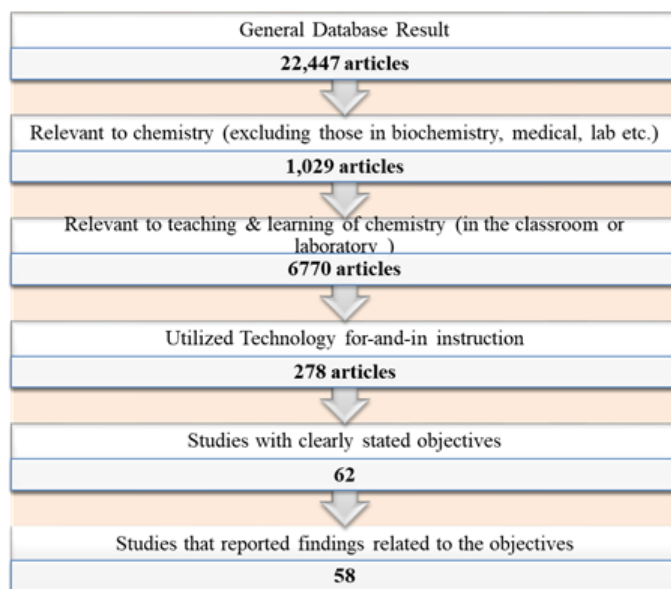 General Database Result
22,447 articles
Relevant to chemistry (excluding those in biochemistry, medical, lab etc.)
1,029 articles
Relevant to teaching & learning of chemistry (in the classroom or
laboratory )
6770 articles
Utilized Technology for-and-in instruction
278 articles
Studies with clearly stated objectives
62
Studies that reported findings related to the objectives
58